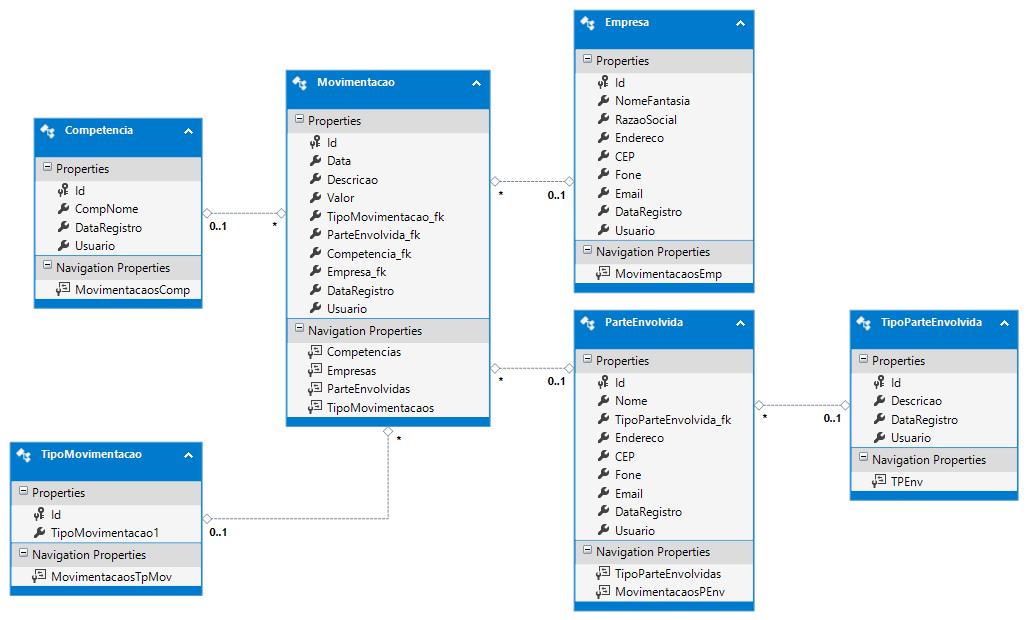 Competencia
Properties
Id
CompNome
DataRegistro
Usuario
Navigation Properties
MovimentacaosComp
0..1
*
Movimentacao
Properties
Id
Data
Descricao
Valor
TipoMovimentacao_fk
ParteEnvolvida_fk
Competencia_fk
Empresa_fk
DataRegistro
Usuario
Navigation Properties
Competencias
Empresas
ParteEnvolvidas
TipoMovimentacaos
*
0..1
Empresa
Properties
Id
NomeFantasia
RazaoSocial
Endereco
CEP
Fone
Email
DataRegistro
Usuario
Navigation Properties
MovimentacaosEmp
*
0..1
ParteEnvolvida
Properties
Id
Nome
TipoParteEnvolvida_fk
Endereco
CEP
Fone
Email
DataRegistro
Usuario
Navigation Properties
TipoParteEnvolvidas
MovimentacaosPEnv
*
0..1
TipoParteEnvolvida
Properties
Id
Descricao
DataRegistro
Usuario
Navigation Properties
TPEnv
TipoMovimentacao
Properties
Id
TipoMovimentacao1
Navigation Properties
MovimentacaosTpMov
0..1
*